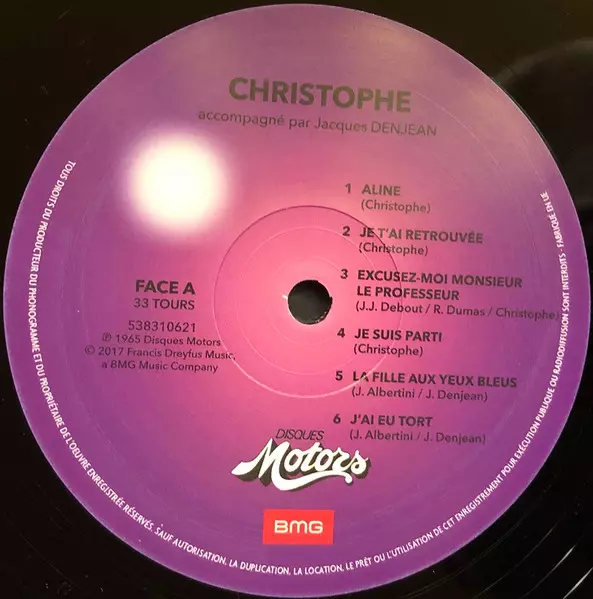 CHRISTOPHE
accompagné par Jacques DENJEAN
1 ALINE
(Christophe)
2 JE T'AI RETROUVÉE
(Christophe)
3 EXCUSEZ-MOI MONSIEUR
LE PROFESSEUR
(J.J. Debout / R. Dumas / Christophe)
4 JE SUIS PARTI
(Christophe)
5 LA FILLE AUX YEUX BLEUS
(J. Albertini / J. Denjean)
6 J'AI EU TORT
(J. Albertini / J. Denjean)
FACE A
33 TOURS
538310621
℗ 1965 Disques Motors
© 2017 Francis Dreyfus Music,
a BMG Music Company
DISQUES
Motors
BMG
TOUS DROITS DU PRODUCTEUR DU PHONOGRAMME ET DU PROPRIÉTAIRE DE L'ŒUVRE ENREGISTRÉE RÉSERVÉS. SAUF AUTORISATION, LA DUPLICATION, LA LOCATION, LE PRÊT OU L'UTILISATION DE CET ENREGISTREMENT POUR EXÉCUTION PUBLIQUE OU RADIODIFFUSION SONT INTERDITS - FABRIQUÉ EN UE